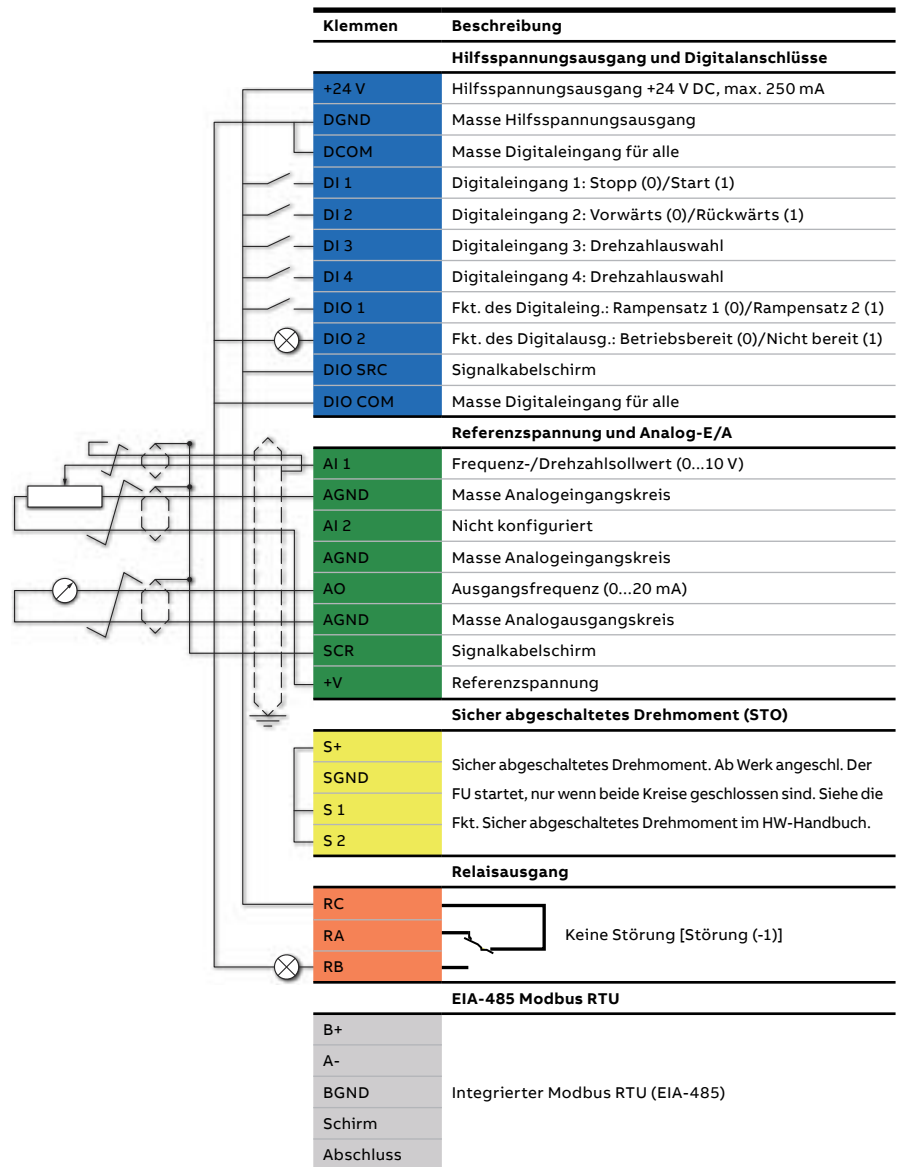 Klemmen Beschreibung
Hilfsspannungsausgang und Digitalanschlüsse
+24 V Hilfsspannungsausgang +24 V DC, max. 250 mA
DGND Masse Hilfsspannungsausgang
DCOM Masse Digitaleingang für alle
DI 1 Digitaleingang 1: Stopp (0)/Start (1)
DI 2 Digitaleingang 2: Vorwärts (0)/Rückwärts (1)
DI 3 Digitaleingang 3: Drehzahlauswahl
DI 4 Digitaleingang 4: Drehzahlauswahl
DIO 1 Fkt. des Digitaleing.: Rampensatz 1 (0)/Rampensatz 2 (1)
DIO 2 Fkt. des Digitalausg.: Betriebsbereit (0)/Nicht bereit (1)
DIO SRC Signalkabelschirm
DIO COM Masse Digitaleingang für alle
Referenzspannung und Analog-E/A
AI 1 Frequenz-/Drehzahlsollwert (0...10 V)
AGND Masse Analogeingangskreis
AI 2 Nicht konfiguriert
AGND Masse Analogeingangskreis
AO Ausgangsfrequenz (0...20 mA)
AGND Masse Analogausgangskreis
SCR Signalkabelschirm
+V Referenzspannung
Sicher abgeschaltetes Drehmoment (STO)
S+
SGND
S 1
S 2
Sicher abgeschaltetes Drehmoment. Ab Werk angeschl. Der
FU startet, nur wenn beide Kreise geschlossen sind. Siehe die
Fkt. Sicher abgeschaltetes Drehmoment im HW-Handbuch.
Relaisausgang
RC
RA Keine Störung [Störung (-1)]
RB
EIA-485 Modbus RTU
B+
A-
BGND Integrierter Modbus RTU (EIA-485)
Schirm
Abschluss